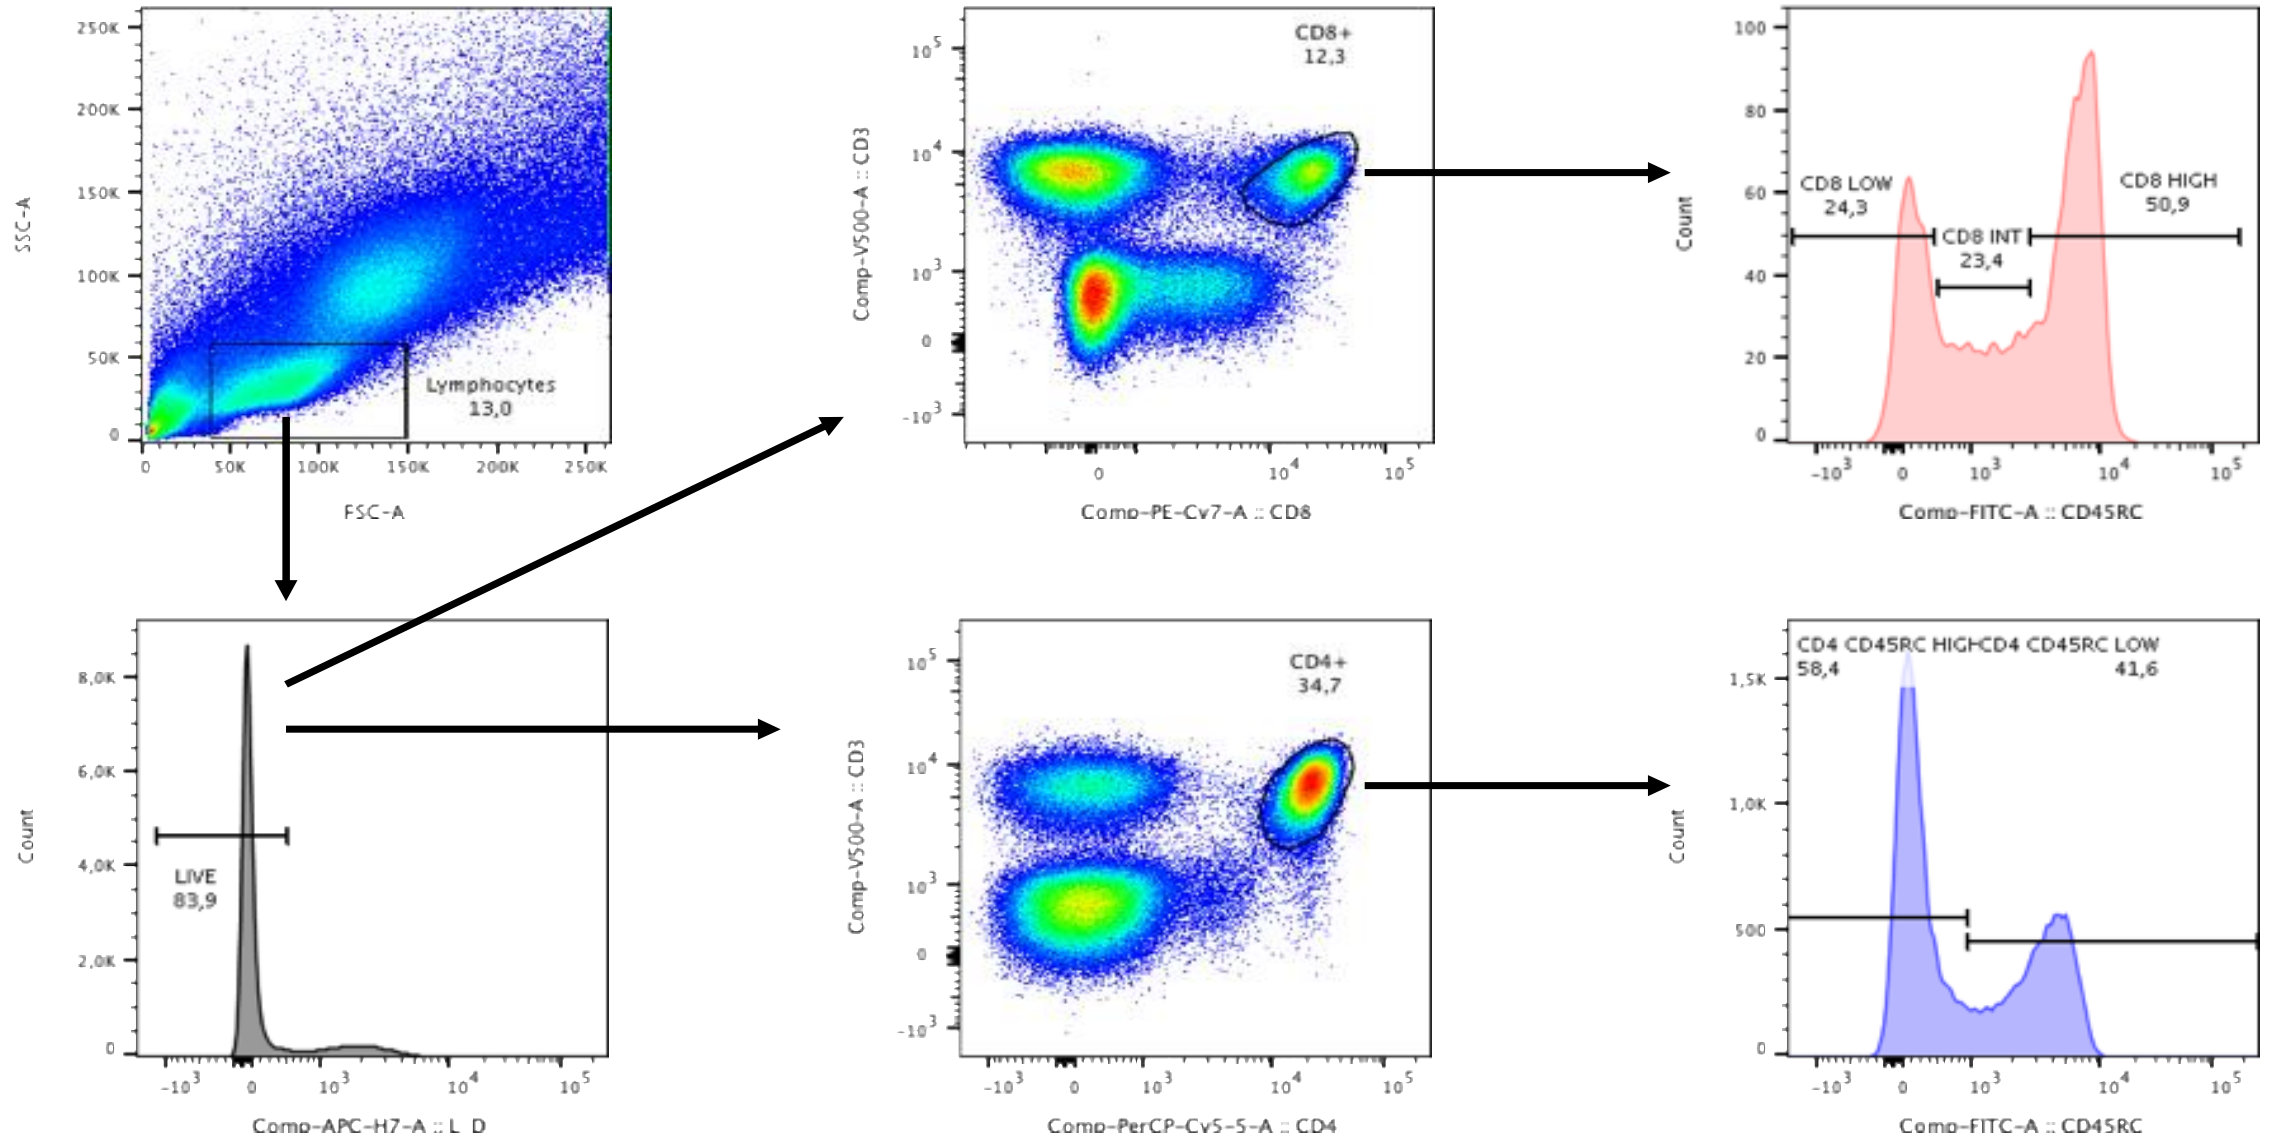 250K
200K
150K
100K
50K
0
SSC-A
Lymphocytes
13,0
0 50K 100K 150K 200K 250K
FSC-A
10^5
10^4
10^3
0
-10^3
Comp-V500-A :: CD3
CD8+
12,3
0 10^4 10^5
Comp-PE-Cy7-A :: CD8
100
80
60
40
20
0
Count
CD8 LOW
24,3
CD8 INT
23,4
CD8 HIGH
50,9
-10^3 0 10^3 10^4 10^5
Comp-FITC-A :: CD45RC
8,0K
6,0K
4,0K
2,0K
0
Count
LIVE
83,9
-10^3 0 10^3 10^4 10^5
Comp-APC-H7-A :: L_D
10^5
10^4
10^3
0
-10^3
Comp-V500-A :: CD3
CD4+
34,7
-10^3 0 10^3 10^4 10^5
Comp-PerCP-Cy5-5-A :: CD4
1,5K
1,0K
500
0
Count
CD4 CD45RC HIGHCD4 CD45RC LOW
58,4 41,6
-10^3 0 10^3 10^4 10^5
Comp-FITC-A :: CD45RC